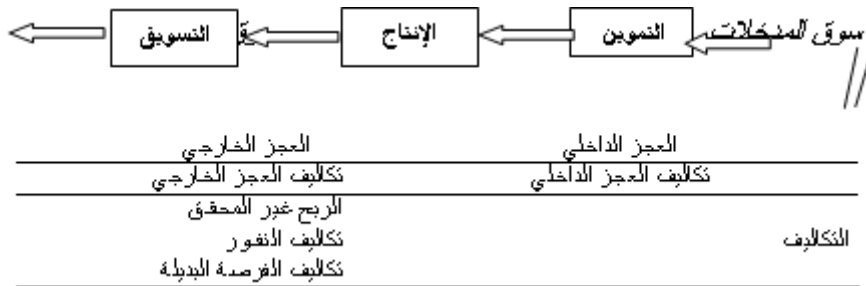 سوق المدخلات التموين الإنتاج التسويق
العجز الداخلي العجز الخارجي
تكاليف العجز الداخلي تكاليف العجز الخارجي
الربح غير المحقق
التكاليف تكاليف النفور
تكاليف الفرصة البديلة